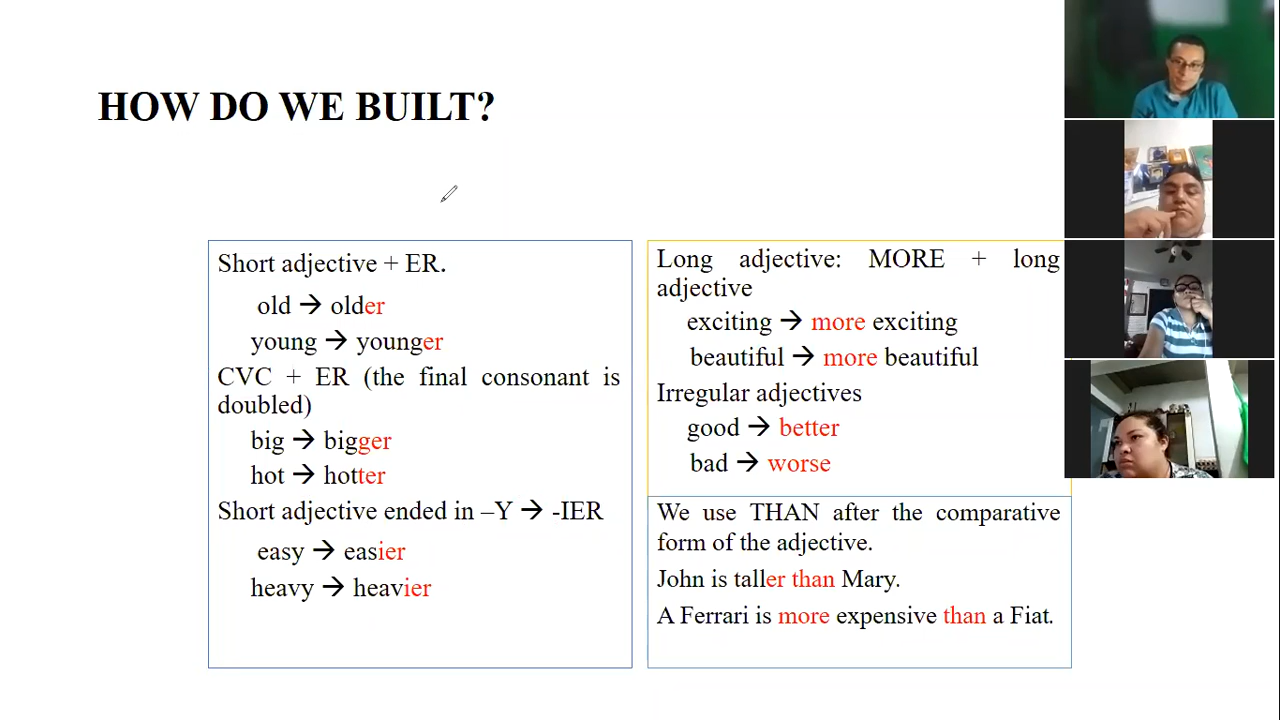 HOW DO WE BUILT?
Short adjective + ER.
old → older
young → younger
CVC + ER (the final consonant is
doubled)
big → bigger
hot → hotter
Short adjective ended in –Y → -IER
easy → easier
heavy → heavier
Long adjective: MORE + long
adjective
exciting → more exciting
beautiful → more beautiful
Irregular adjectives
good → better
bad → worse
We use THAN after the comparative
form of the adjective.
John is taller than Mary.
A Ferrari is more expensive than a Fiat.